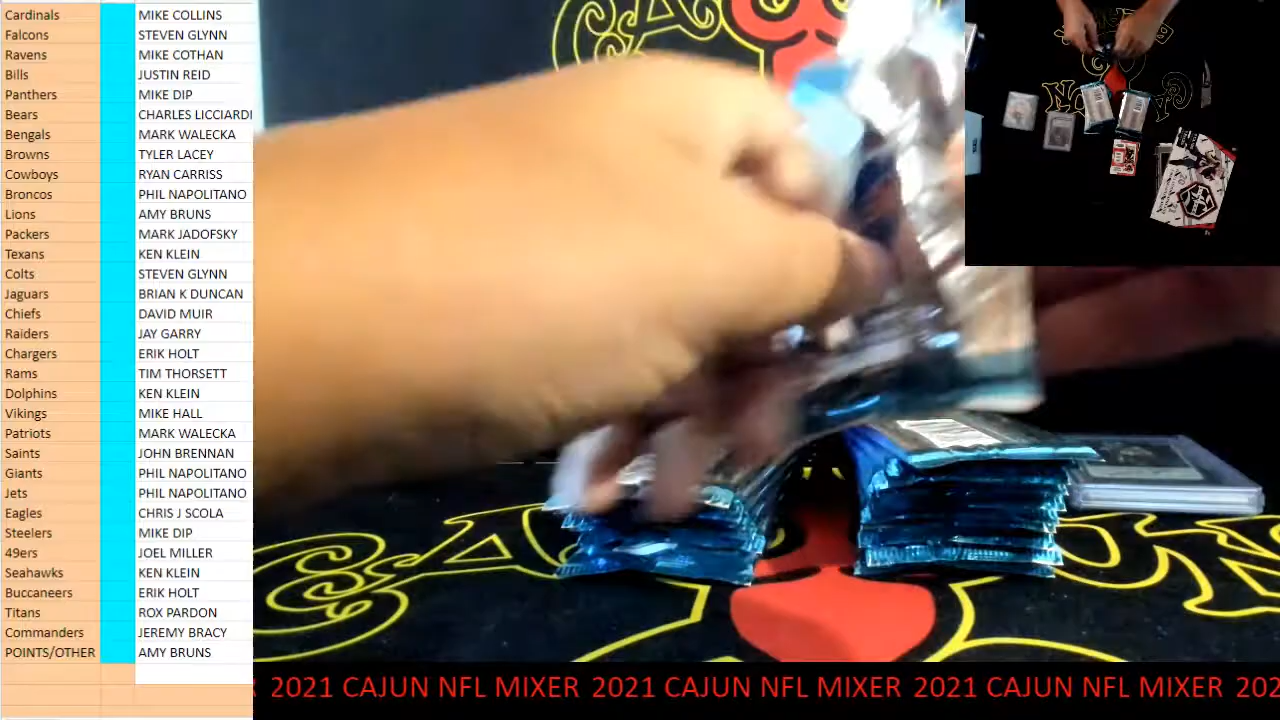 Cardinals MIKE COLLINS
Falcons STEVEN GLYNN
Ravens MIKE COTHAN
Bills JUSTIN REID
Panthers MIKE DIP
Bears CHARLES LICCIARDI
Bengals MARK WALECKA
Browns TYLER LACEY
Cowboys RYAN CARRISS
Broncos PHIL NAPOLITANO
Lions AMY BRUNS
Packers MARK JADOFSKY
Texans KEN KLEIN
Colts STEVEN GLYNN
Jaguars BRIAN K DUNCAN
Chiefs DAVID MUIR
Raiders JAY GARRY
Chargers ERIK HOLT
Rams TIM THORSETT
Dolphins KEN KLEIN
Vikings MIKE HALL
Patriots MARK WALECKA
Saints JOHN BRENNAN
Giants PHIL NAPOLITANO
Jets PHIL NAPOLITANO
Eagles CHRIS J SCOLA
Steelers MIKE DIP
49ers JOEL MILLER
Seahawks KEN KLEIN
Buccaneers ERIK HOLT
Titans ROX PARDON
Commanders JEREMY BRACY
POINTS/OTHER AMY BRUNS
R 2021 CAJUN NFL MIXER 2021 CAJUN NFL MIXER 2021 CAJUN NFL MIXER 202